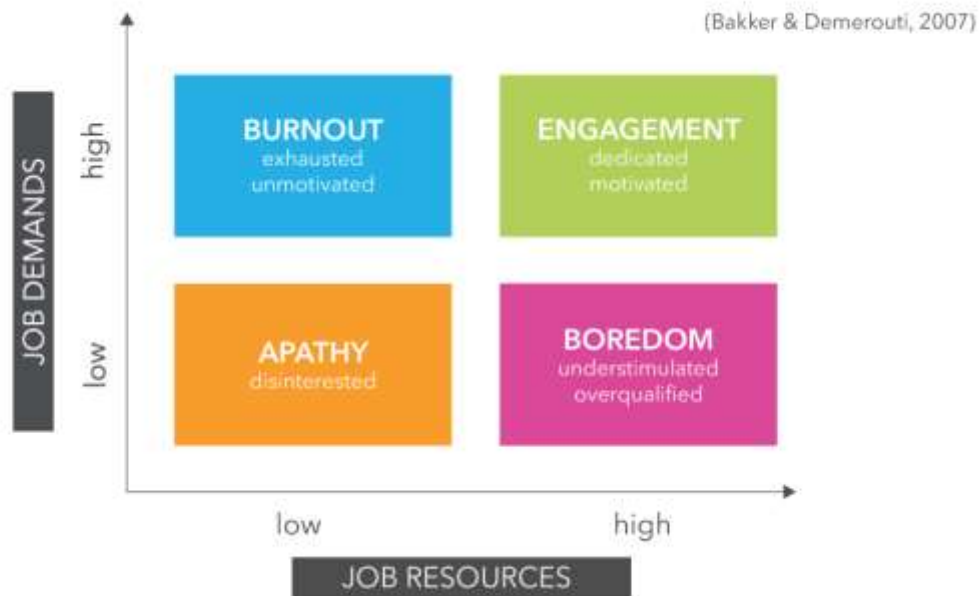 (Bakker & Demerouti, 2007)
JOB DEMANDS
high
low
BURNOUT
exhausted
unmotivated
ENGAGEMENT
dedicated
motivated
APATHY
disinterested
BOREDOM
understimulated
overqualified
low
high
JOB RESOURCES